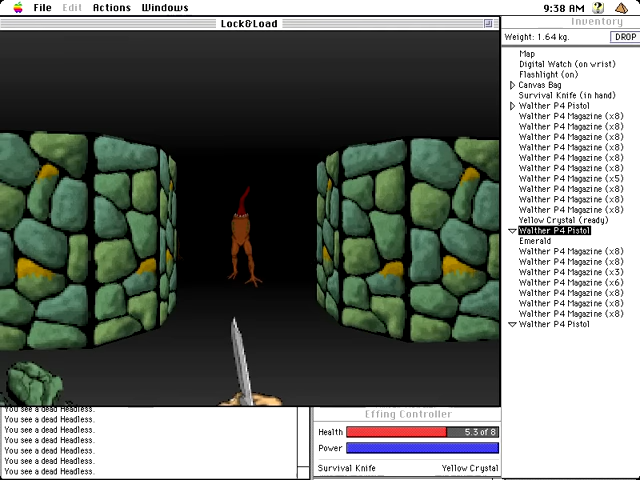 File Edit Actions Windows 9:38 AM
Lock&Load
Inventory
Weight: 1.64 kg. DROP
Map
Digital Watch (on wrist)
Flashlight (on)
Canvas Bag
Survival Knife (in hand)
Walther P4 Pistol
Walther P4 Magazine (x8)
Walther P4 Magazine (x8)
Walther P4 Magazine (x8)
Walther P4 Magazine (x8)
Walther P4 Magazine (x8)
Walther P4 Magazine (x8)
Walther P4 Magazine (x5)
Walther P4 Magazine (x8)
Walther P4 Magazine (x8)
Walther P4 Magazine (x8)
Yellow Crystal (ready)
Walther P4 Pistol
Emerald
Walther P4 Magazine (x8)
Walther P4 Magazine (x8)
Walther P4 Magazine (x3)
Walther P4 Magazine (x6)
Walther P4 Magazine (x8)
Walther P4 Magazine (x8)
Walther P4 Magazine (x8)
Walther P4 Pistol
You see a dead Headless.
You see a dead Headless.
You see a dead Headless.
You see a dead Headless.
You see a dead Headless.
You see a dead Headless.
You see a dead Headless.
Effing Controller
Health 5.3 of 8
Power
Survival Knife Yellow Crystal